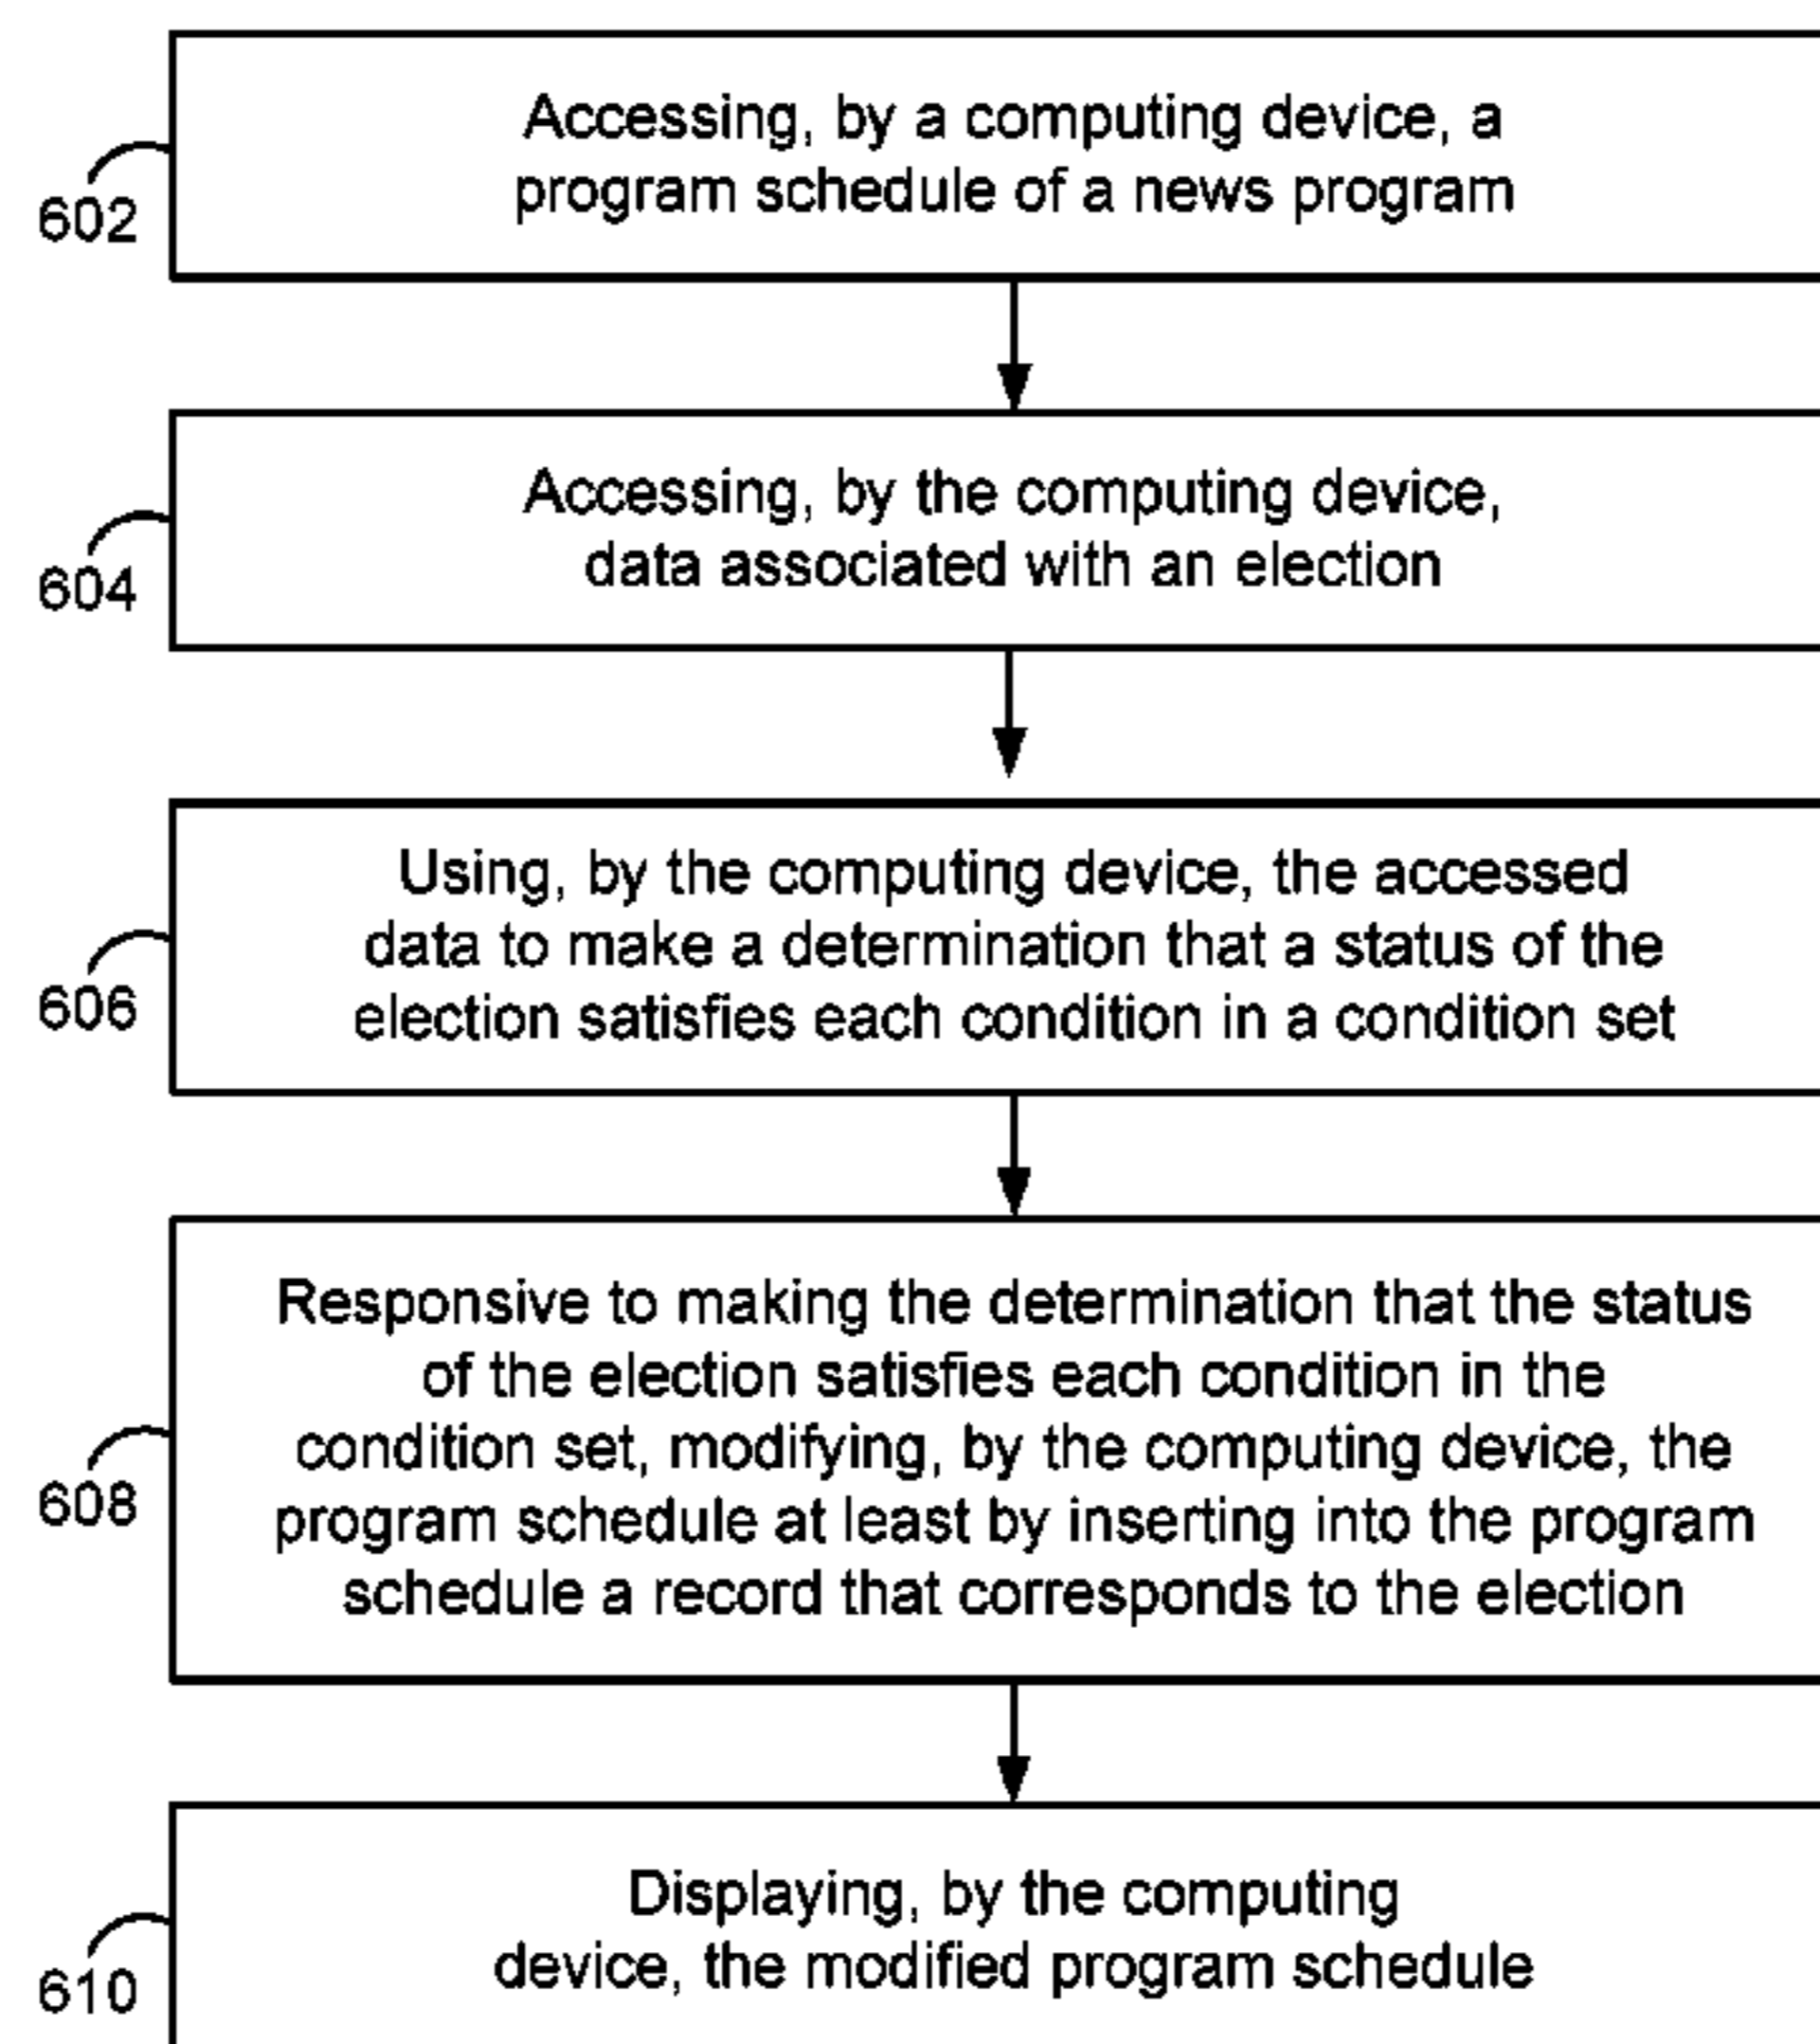 Accessing, by a computing device, a
program schedule of a news program
602
Accessing, by the computing device,
data associated with an election
604
Using, by the computing device, the accessed
data to make a determination that a status of the
election satisfies each condition in a condition set
606
Responsive to making the determination that the status
of the election satisfies each condition in the
condition set, modifying, by the computing device, the
program schedule at least by inserting into the program
schedule a record that corresponds to the election
608
Displaying, by the computing
device, the modified program schedule
610